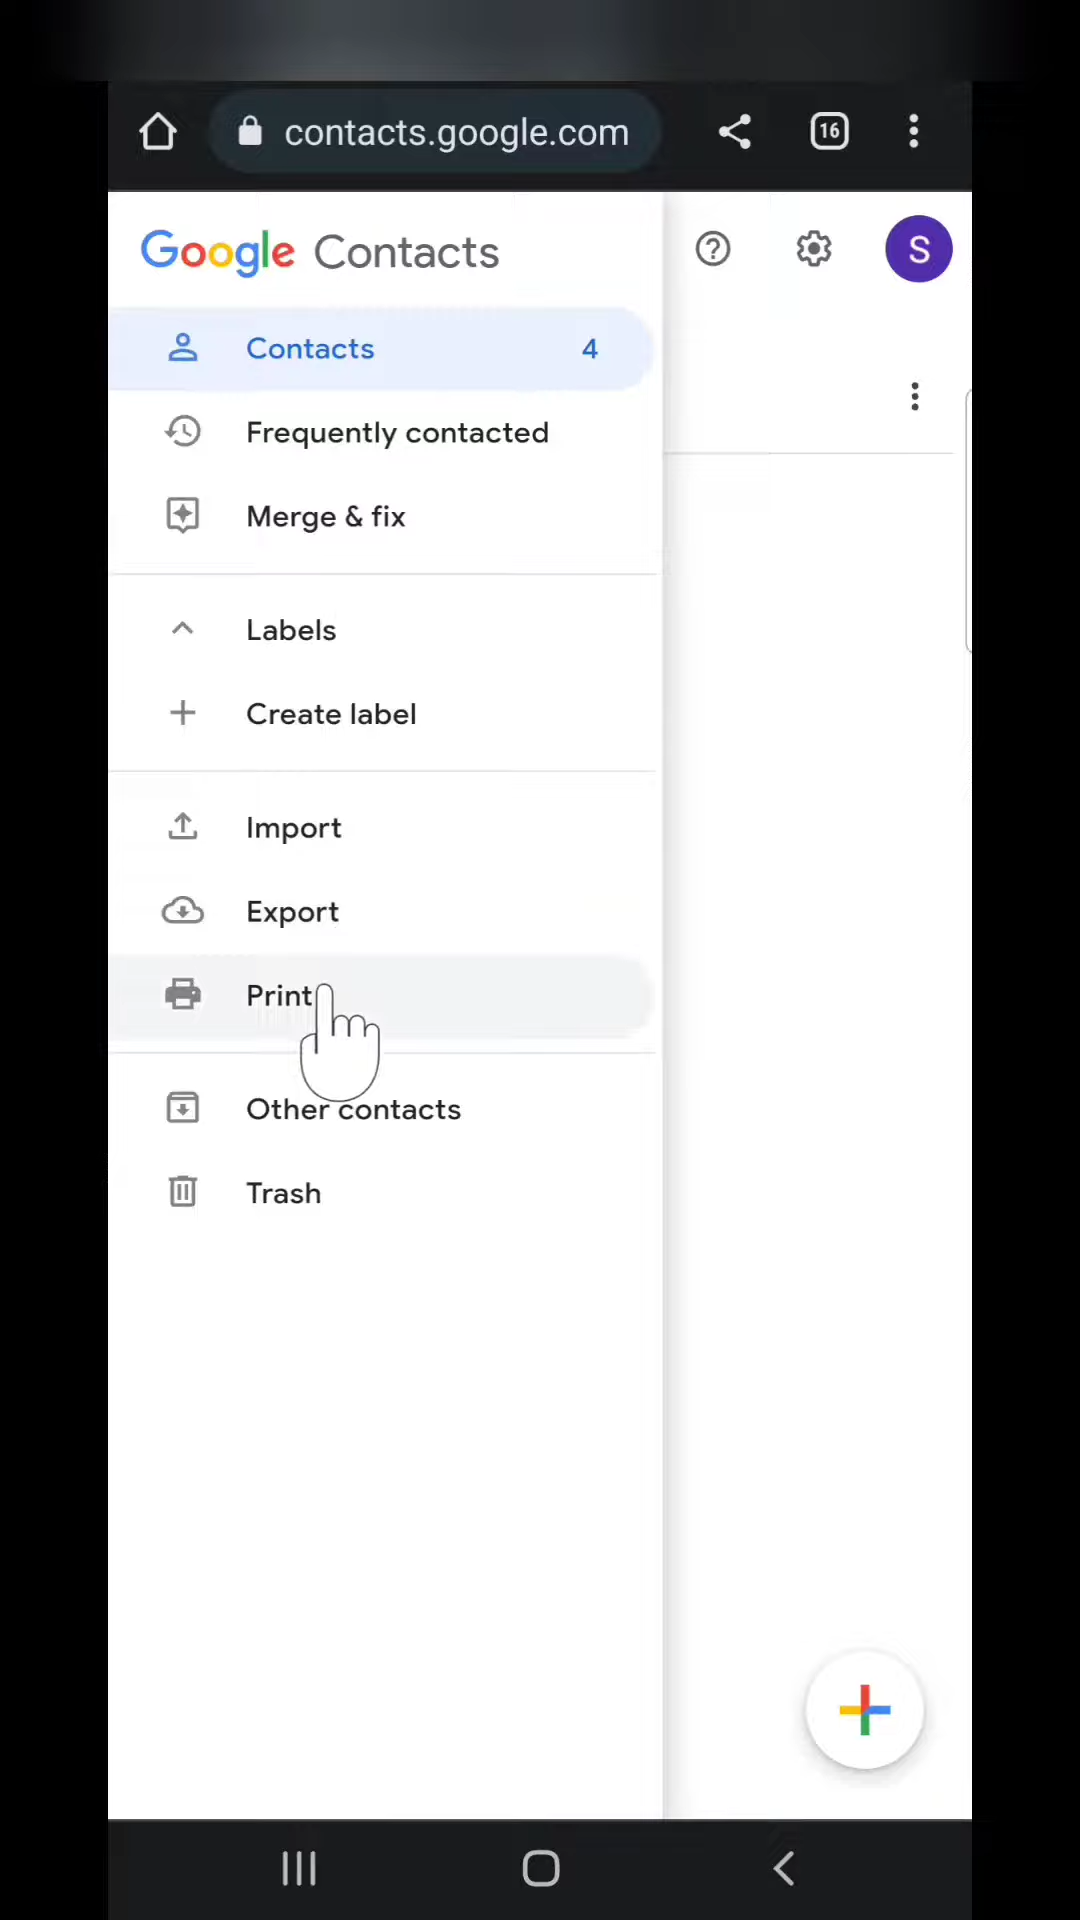 contacts.google.com
16
Google Contacts
S
Contacts 4
Frequently contacted
Merge & fix
Labels
Create label
Import
Export
Print
Other contacts
Trash